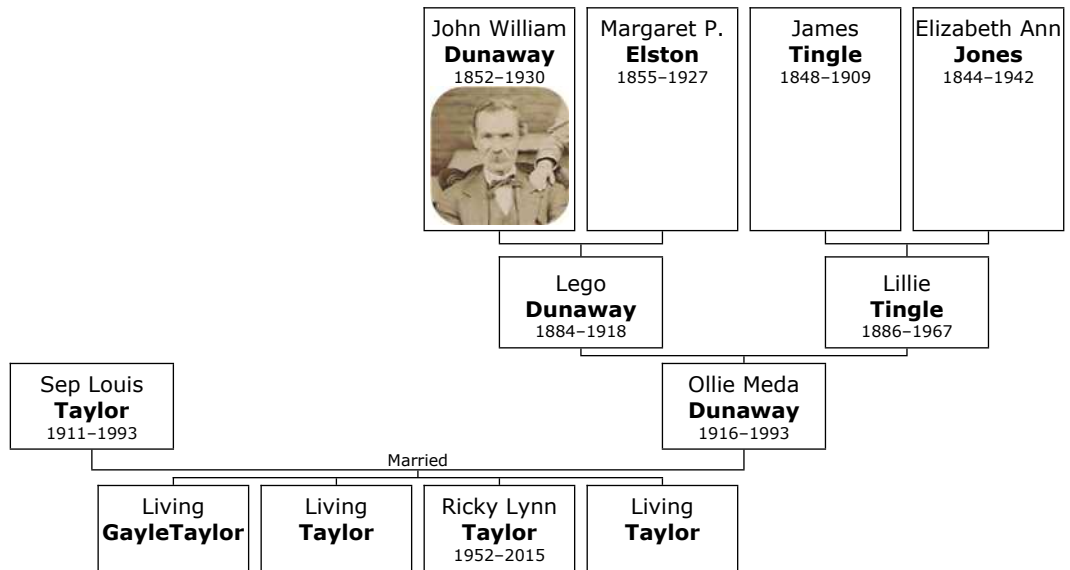 John William
Dunaway
1852–1930
Margaret P.
Elston
1855–1927
James
Tingle
1848–1909
Elizabeth Ann
Jones
1844–1942
Lego
Dunaway
1884–1918
Lillie
Tingle
1886–1967
Sep Louis
Taylor
1911–1993
Ollie Meda
Dunaway
1916–1993
Married
Living
GayleTaylor
Living
Taylor
Ricky Lynn
Taylor
1952–2015
Living
Taylor